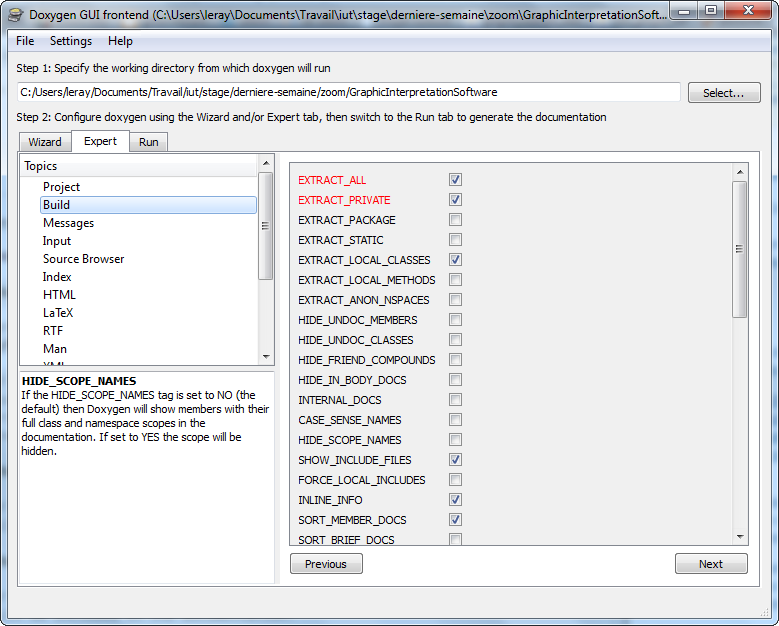 Doxygen GUI frontend (C:\Users\leray\Documents\Travail\iut\stage\derniere-semaine\zoom\GraphicInterpretationSoft...
File Settings Help
Step 1: Specify the working directory from which doxygen will run
C:/Users/leray/Documents/Travail/iut/stage/derniere-semaine/zoom/GraphicInterpretationSoftware
Select...
Step 2: Configure doxygen using the Wizard and/or Expert tab, then switch to the Run tab to generate the documentation
Wizard Expert Run
Topics
Project
Build
Messages
Input
Source Browser
Index
HTML
LaTeX
RTF
Man
XML
HIDE_SCOPE_NAMES
If the HIDE_SCOPE_NAMES tag is set to NO (the
default) then Doxygen will show members with their
full class and namespace scopes in the
documentation. If set to YES the scope will be
hidden.
EXTRACT_ALL
EXTRACT_PRIVATE
EXTRACT_PACKAGE
EXTRACT_STATIC
EXTRACT_LOCAL_CLASSES
EXTRACT_LOCAL_METHODS
EXTRACT_ANON_NSPACES
HIDE_UNDOC_MEMBERS
HIDE_UNDOC_CLASSES
HIDE_FRIEND_COMPOUNDS
HIDE_IN_BODY_DOCS
INTERNAL_DOCS
CASE_SENSE_NAMES
HIDE_SCOPE_NAMES
SHOW_INCLUDE_FILES
FORCE_LOCAL_INCLUDES
INLINE_INFO
SORT_MEMBER_DOCS
SORT_BRIEF_DOCS
Previous
Next